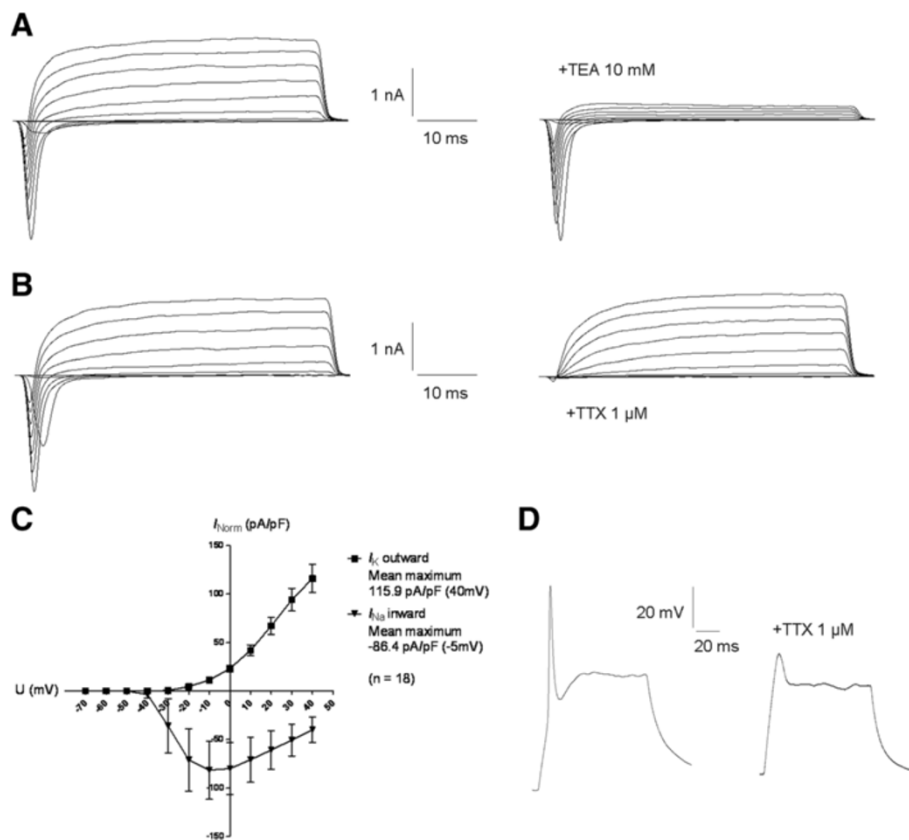 A
+TEA 10 mM
1 nA
10 ms
B
1 nA
10 ms
+TTX 1 µM
C
INorm (pA/pF)
150
100
50
U (mV)
-70 -60 -50 -40 -30 -20 -10 0 10 20 30 40 50
-50
-100
-150
IK outward
Mean maximum
115.9 pA/pF (40mV)
INa inward
Mean maximum
-86.4 pA/pF (-5mV)
(n = 18)
D
20 mV
20 ms
+TTX 1 µM